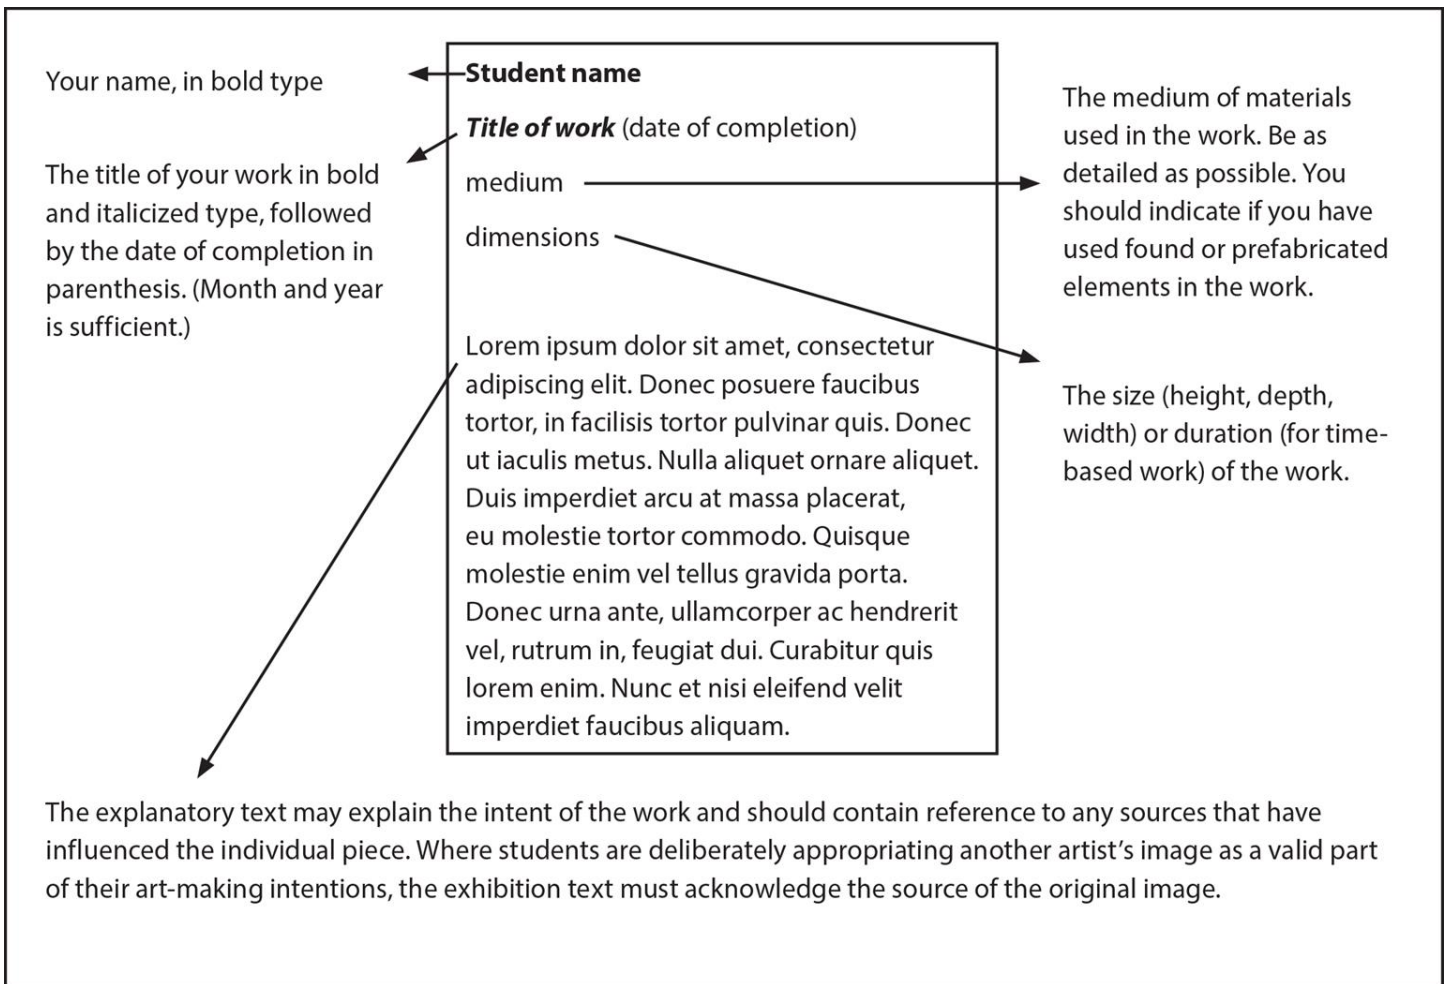 Your name, in bold type
The title of your work in bold
and italicized type, followed
by the date of completion in
parenthesis. (Month and year
is sufficient.)
Student name
Title of work (date of completion)
medium
dimensions
Lorem ipsum dolor sit amet, consectetur
adipiscing elit. Donec posuere faucibus
tortor, in facilisis tortor pulvinar quis. Donec
ut iaculis metus. Nulla aliquet ornare aliquet.
Duis imperdiet arcu at massa placerat,
eu molestie tortor commodo. Quisque
molestie enim vel tellus gravida porta.
Donec urna ante, ullamcorper ac hendrerit
vel, rutrum in, feugiat dui. Curabitur quis
lorem enim. Nunc et nisi eleifend velit
imperdiet faucibus aliquam.
The medium of materials
used in the work. Be as
detailed as possible. You
should indicate if you have
used found or prefabricated
elements in the work.
The size (height, depth,
width) or duration (for time-
based work) of the work.
The explanatory text may explain the intent of the work and should contain reference to any sources that have
influenced the individual piece. Where students are deliberately appropriating another artist’s image as a valid part
of their art-making intentions, the exhibition text must acknowledge the source of the original image.